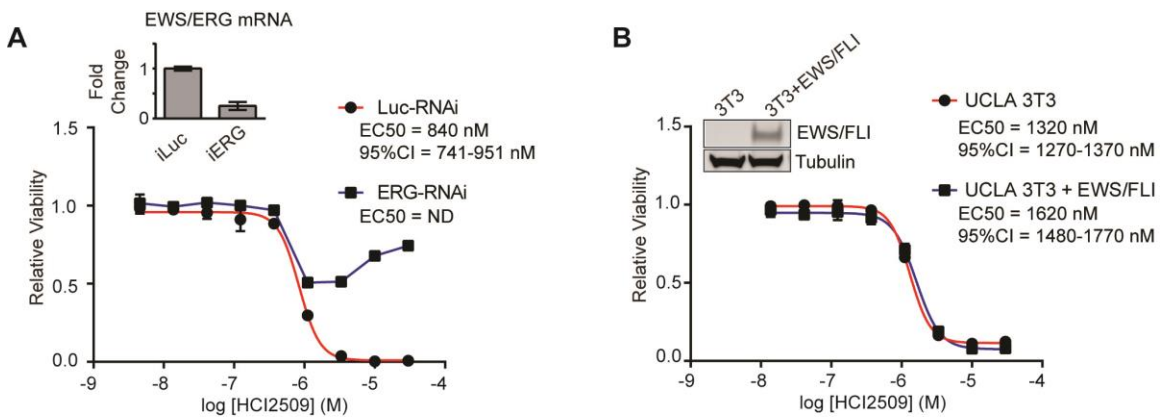 A
EWS/ERG mRNA
Fold
Change
1
0
iLuc
iERG
Luc-RNAi
EC50 = 840 nM
95%CI = 741-951 nM
ERG-RNAi
EC50 = ND
Relative Viability
1.5
1.0
0.5
0.0
-9
-8
-7
-6
-5
-4
log [HCI2509] (M)
B
3T3
3T3+EWS/FLI
EWS/FLI
Tubulin
UCLA 3T3
EC50 = 1320 nM
95%CI = 1270-1370 nM
UCLA 3T3 + EWS/FLI
EC50 = 1620 nM
95%CI = 1480-1770 nM
Relative Viability
1.5
1.0
0.5
0.0
-9
-8
-7
-6
-5
-4
log [HCI2509] (M)